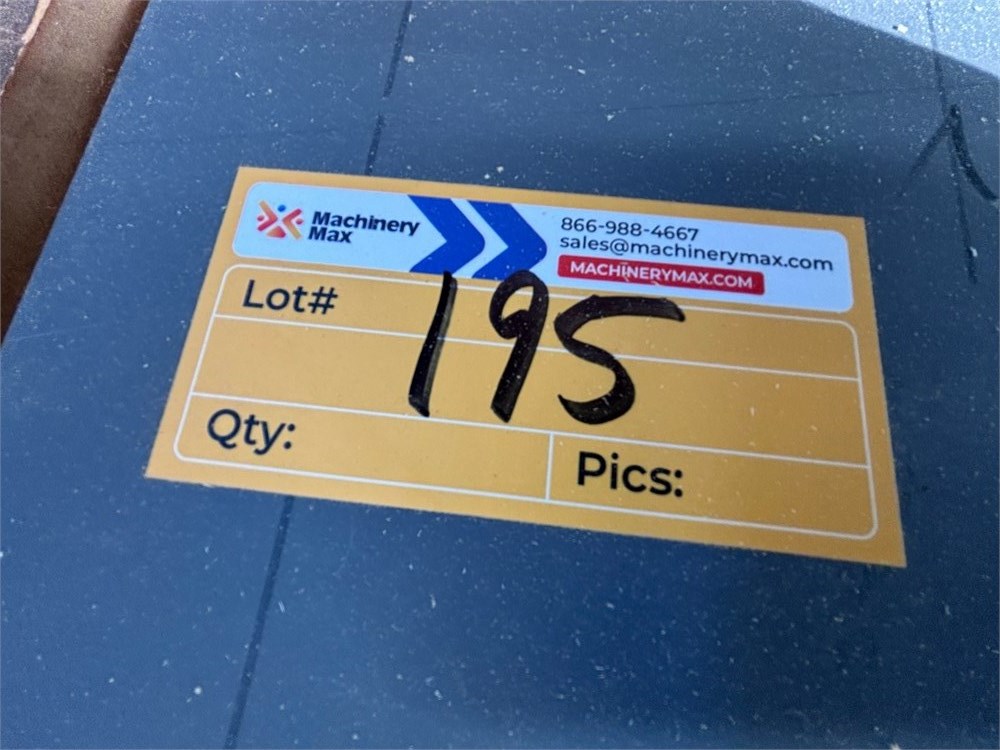 Machinery
Max
866-988-4667
sales@machinerymax.com
MACHINERYMAX.COM
Lot#
195
Qty:
Pics: